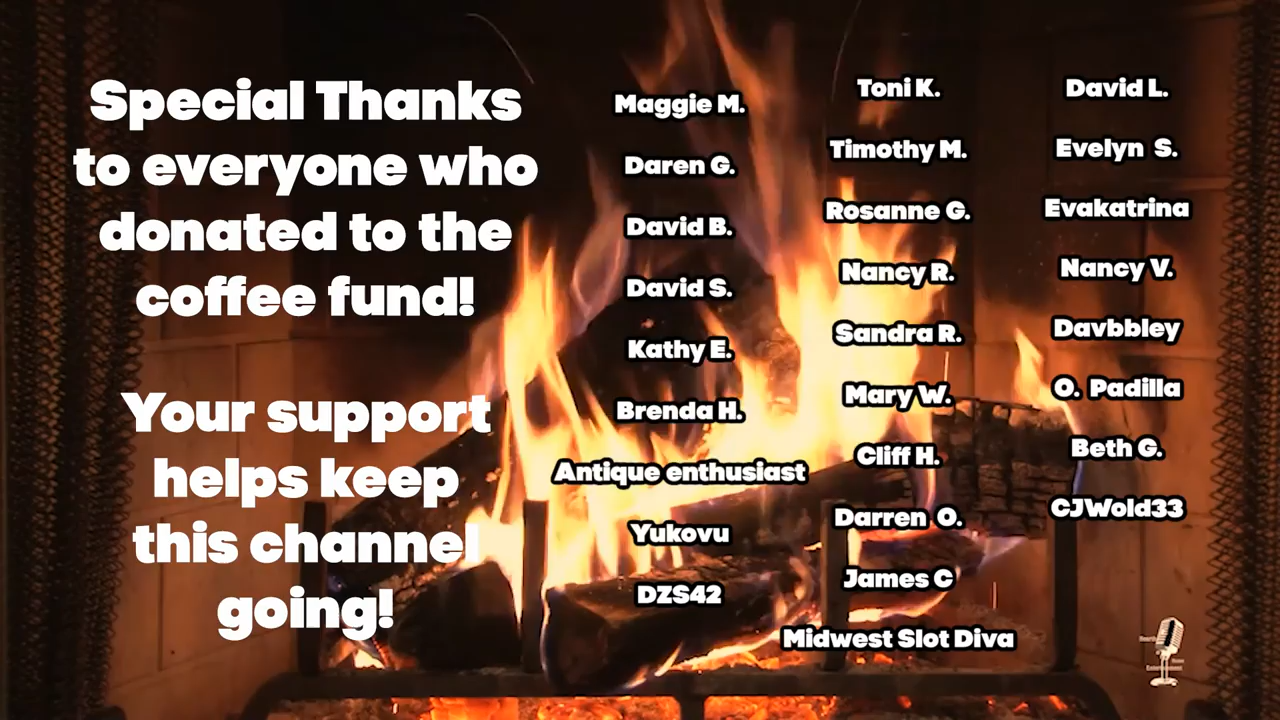 Special Thanks
to everyone who
donated to the
coffee fund!
Your support
helps keep
this channel
going!
Maggie M.
Daren G.
David B.
David S.
Kathy E.
Brenda H.
Antique enthusiast
Yukovu
DZS42
Toni K.
Timothy M.
Rosanne G.
Nancy R.
Sandra R.
Mary W.
Cliff H.
Darren O.
James C
Midwest Slot Diva
David L.
Evelyn S.
Evakatrina
Nancy V.
Davbbley
O. Padilla
Beth G.
CJWold33